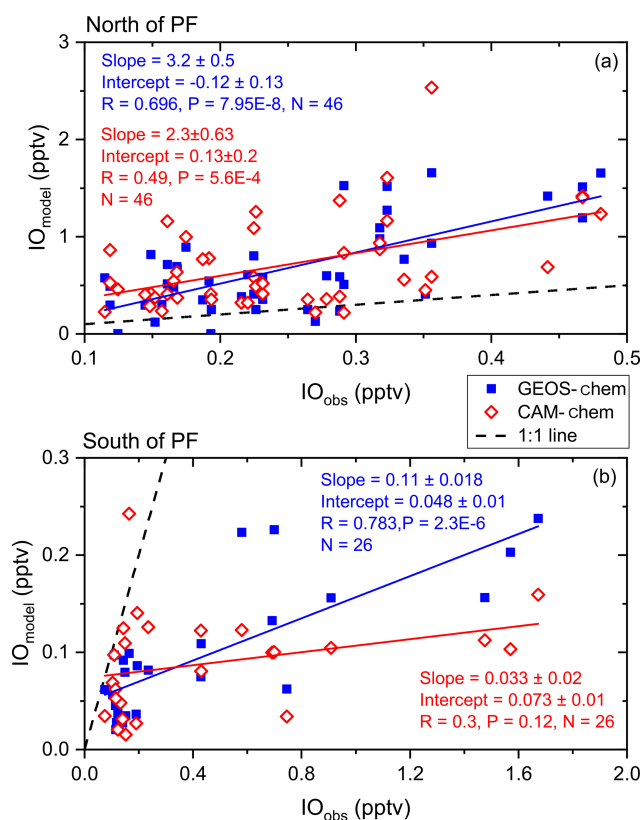 North of PF
(a)
Slope = 3.2 ± 0.5
Intercept = -0.12 ± 0.13
R = 0.696, P = 7.95E-8, N = 46
Slope = 2.3±0.63
Intercept = 0.13±0.2
R = 0.49, P = 5.6E-4
N = 46
IO_model (pptv)
3
2
1
0
0.1 0.2 0.3 0.4 0.5
IO_obs (pptv)
GEOS-chem
CAM-chem
1:1 line
South of PF
(b)
Slope = 0.11 ± 0.018
Intercept = 0.048 ± 0.01
R = 0.783,P = 2.3E-6
N = 26
Slope = 0.033 ± 0.02
Intercept = 0.073 ± 0.01
R = 0.3, P = 0.12, N = 26
IO_model (pptv)
0.3
0.2
0.1
0.0
0.0 0.4 0.8 1.2 1.6 2.0
IO_obs (pptv)